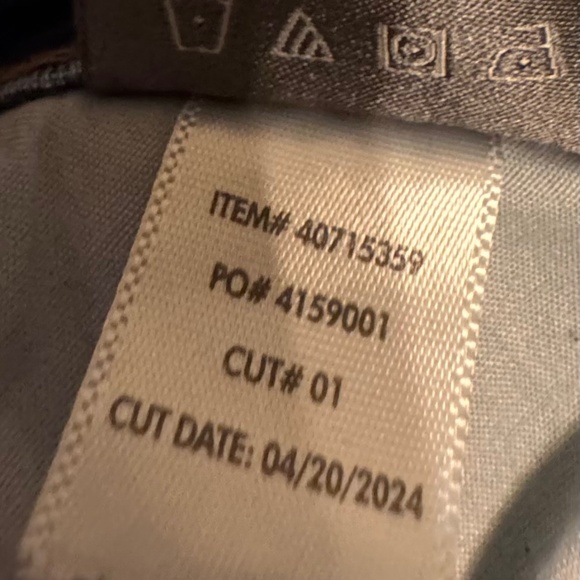 ITEM# 40715359
PO# 4159001
CUT# 01
CUT DATE: 04/20/2024